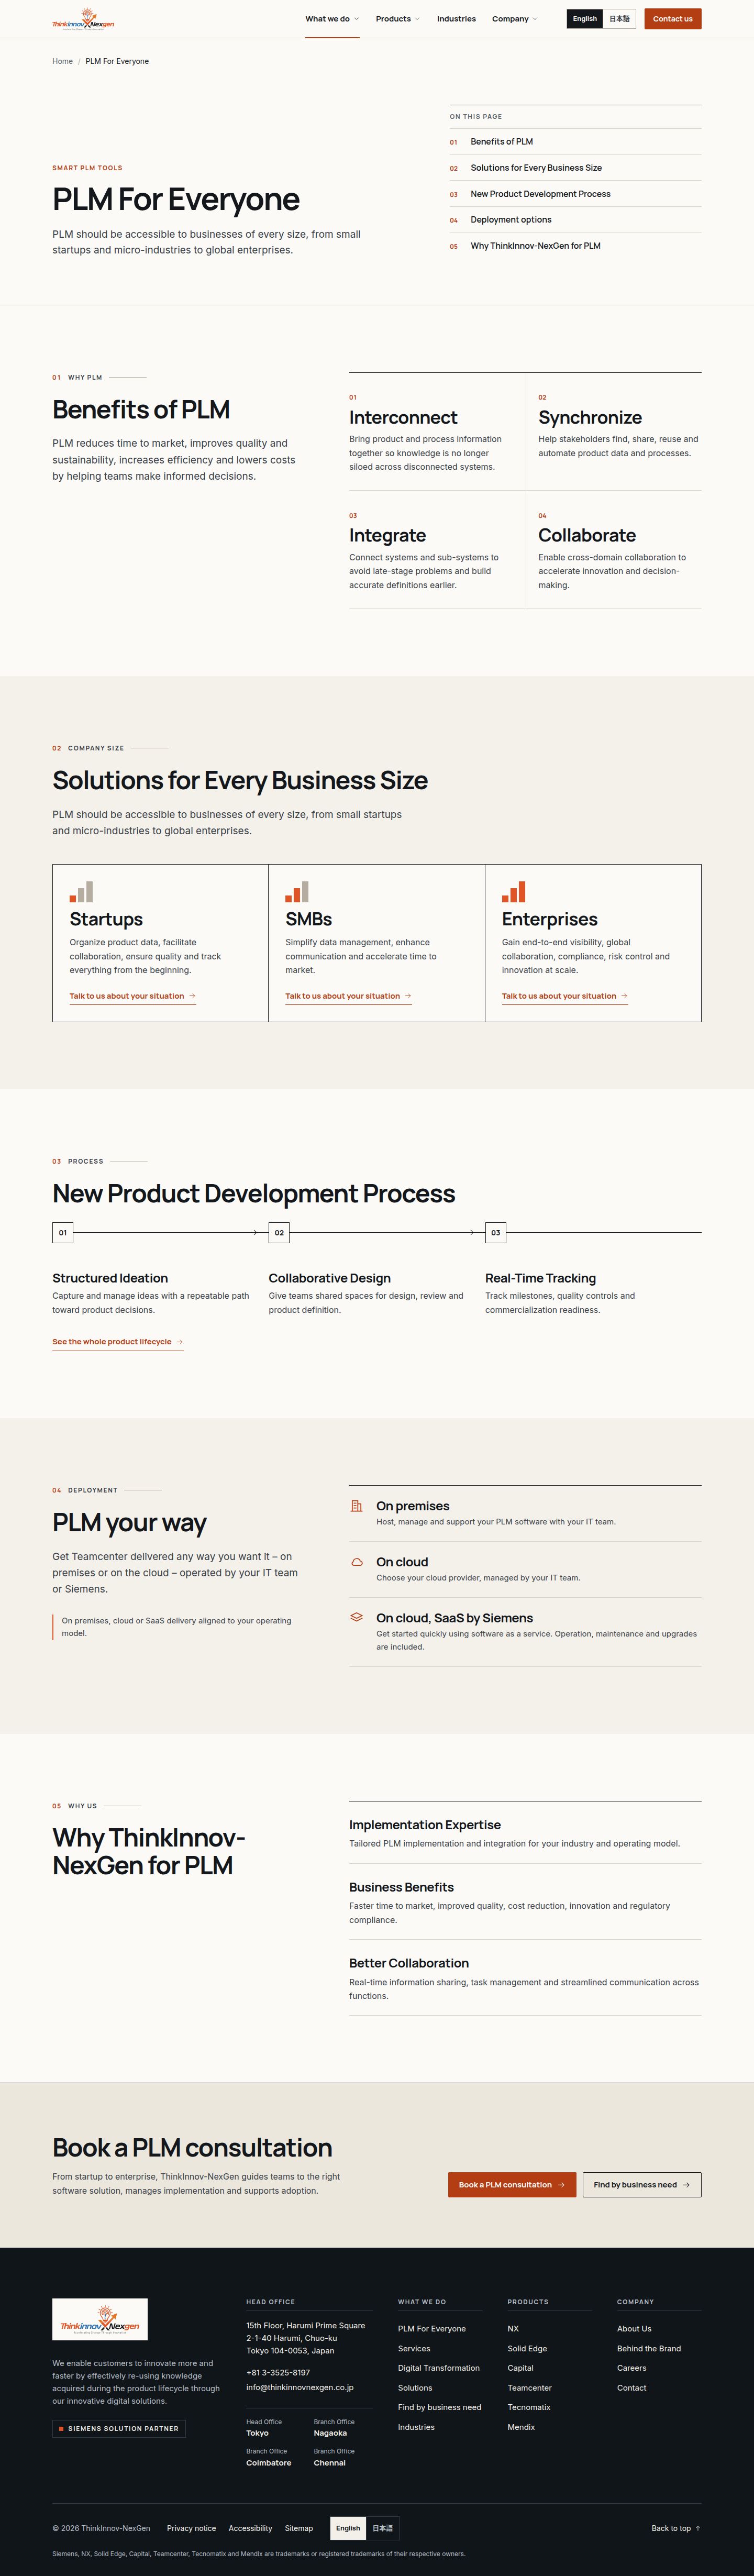 ThinkInnovXNexgen
What we do
Products
Industries
Company
English
日本語
Contact us
Home / PLM For Everyone
ON THIS PAGE
01 Benefits of PLM
02 Solutions for Every Business Size
03 New Product Development Process
04 Deployment options
05 Why ThinkInnov-NexGen for PLM
SMART PLM TOOLS
PLM For Everyone
PLM should be accessible to businesses of every size, from small
startups and micro-industries to global enterprises.
01 WHY PLM
Benefits of PLM
PLM reduces time to market, improves quality and
sustainability, increases efficiency and lowers costs
by helping teams make informed decisions.
01
Interconnect
Bring product and process information
together so knowledge is no longer
siloed across disconnected systems.
02
Synchronize
Help stakeholders find, share, reuse and
automate product data and processes.
03
Integrate
Connect systems and sub-systems to
avoid late-stage problems and build
accurate definitions earlier.
04
Collaborate
Enable cross-domain collaboration to
accelerate innovation and decision-
making.
02 COMPANY SIZE
Solutions for Every Business Size
PLM should be accessible to businesses of every size, from small startups
and micro-industries to global enterprises.
Startups
Organize product data, facilitate
collaboration, ensure quality and track
everything from the beginning.
Talk to us about your situation →
SMBs
Simplify data management, enhance
communication and accelerate time to
market.
Talk to us about your situation →
Enterprises
Gain end-to-end visibility, global
collaboration, compliance, risk control and
innovation at scale.
Talk to us about your situation →
03 PROCESS
New Product Development Process
01
Structured Ideation
Capture and manage ideas with a repeatable path
toward product decisions.
02
Collaborative Design
Give teams shared spaces for design, review and
product definition.
03
Real-Time Tracking
Track milestones, quality controls and
commercialization readiness.
See the whole product lifecycle →
04 DEPLOYMENT
PLM your way
Get Teamcenter delivered any way you want it – on
premises or on the cloud – operated by your IT team
or Siemens.
On premises, cloud or SaaS delivery aligned to your operating
model.
On premises
Host, manage and support your PLM software with your IT team.
On cloud
Choose your cloud provider, managed by your IT team.
On cloud, SaaS by Siemens
Get started quickly using software as a service. Operation, maintenance and upgrades
are included.
05 WHY US
Why ThinkInnov-
NexGen for PLM
Implementation Expertise
Tailored PLM implementation and integration for your industry and operating model.
Business Benefits
Faster time to market, improved quality, cost reduction, innovation and regulatory
compliance.
Better Collaboration
Real-time information sharing, task management and streamlined communication across
functions.
Book a PLM consultation
From startup to enterprise, ThinkInnov-NexGen guides teams to the right
software solution, manages implementation and supports adoption.
Book a PLM consultation →
Find by business need →
ThinkInnovXNexgen
We enable customers to innovate more and
faster by effectively re-using knowledge
acquired during the product lifecycle through
our innovative digital solutions.
SIEMENS SOLUTION PARTNER
HEAD OFFICE
15th Floor, Harumi Prime Square
2-1-40 Harumi, Chuo-ku
Tokyo 104-0053, Japan
+81 3-3525-8197
info@thinkinnovnexgen.co.jp
Head Office
Tokyo
Branch Office
Nagaoka
Branch Office
Coimbatore
Branch Office
Chennai
WHAT WE DO
PLM For Everyone
Services
Digital Transformation
Solutions
Find by business need
Industries
PRODUCTS
NX
Solid Edge
Capital
Teamcenter
Tecnomatix
Mendix
COMPANY
About Us
Behind the Brand
Careers
Contact
© 2026 ThinkInnov-NexGen
Privacy notice
Accessibility
Sitemap
English
日本語
Back to top ↑
Siemens, NX, Solid Edge, Capital, Teamcenter, Tecnomatix and Mendix are trademarks or registered trademarks of their respective owners.